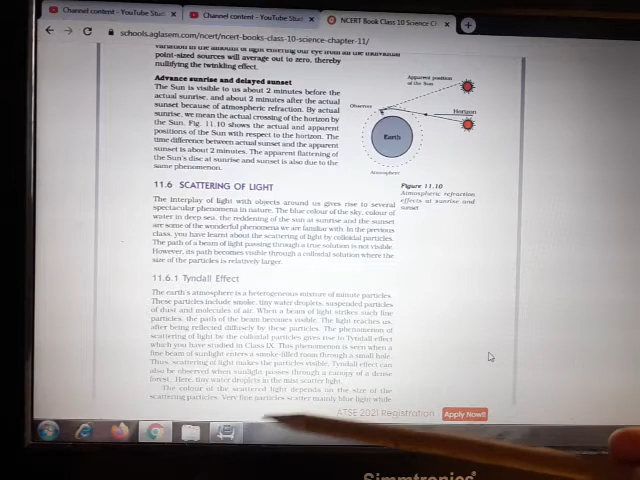 Channel content - YouTube Stud
Channel content - YouTube Stud
NCERT Book Class 10 Science Ch
schools.aglasem.com/ncert/ncert-books-class-10-science-chapter-11/
variation in the amount of light entering our eye from all the individual
point-sized sources will average out to zero, thereby
nullifying the twinkling effect.
Advance sunrise and delayed sunset
The Sun is visible to us about 2 minutes before the
actual sunrise, and about 2 minutes after the actual
sunset because of atmospheric refraction. By actual
sunrise, we mean the actual crossing of the horizon by
the Sun. Fig. 11.10 shows the actual and apparent
positions of the Sun with respect to the horizon. The
time difference between actual sunset and the apparent
sunset is about 2 minutes. The apparent flattening of
the Sun's disc at sunrise and sunset is also due to the
same phenomenon.
Apparent position
of the Sun
Observer
Horizon
Earth
Atmosphere
Figure 11.10
Atmospheric refraction
effects at sunrise and
sunset
11.6 SCATTERING OF LIGHT
The interplay of light with objects around us gives rise to several
spectacular phenomena in nature. The blue colour of the sky, colour of
water in deep sea, the reddening of the sun at sunrise and the sunset
are some of the wonderful phenomena we are familiar with. In the previous
class, you have learnt about the scattering of light by colloidal particles.
The path of a beam of light passing through a true solution is not visible.
However, its path becomes visible through a colloidal solution where the
size of the particles is relatively larger.
11.6.1 Tyndall Effect
The earth's atmosphere is a heterogeneous mixture of minute particles.
These particles include smoke, tiny water droplets, suspended particles
of dust and molecules of air. When a beam of light strikes such fine
particles, the path of the beam becomes visible. The light reaches us,
after being reflected diffusely by these particles. The phenomenon of
scattering of light by the colloidal particles gives rise to Tyndall effect
which you have studied in Class IX. This phenomenon is seen when a
fine beam of sunlight enters a smoke-filled room through a small hole.
Thus, scattering of light makes the particles visible. Tyndall effect can
also be observed when sunlight passes through a canopy of a dense
forest. Here, tiny water droplets in the mist scatter light.
The colour of the scattered light depends on the size of the
scattering particles. Very fine particles scatter mainly blue light while
ATSE 2021 Registration
Apply Now!!
Simmtronics